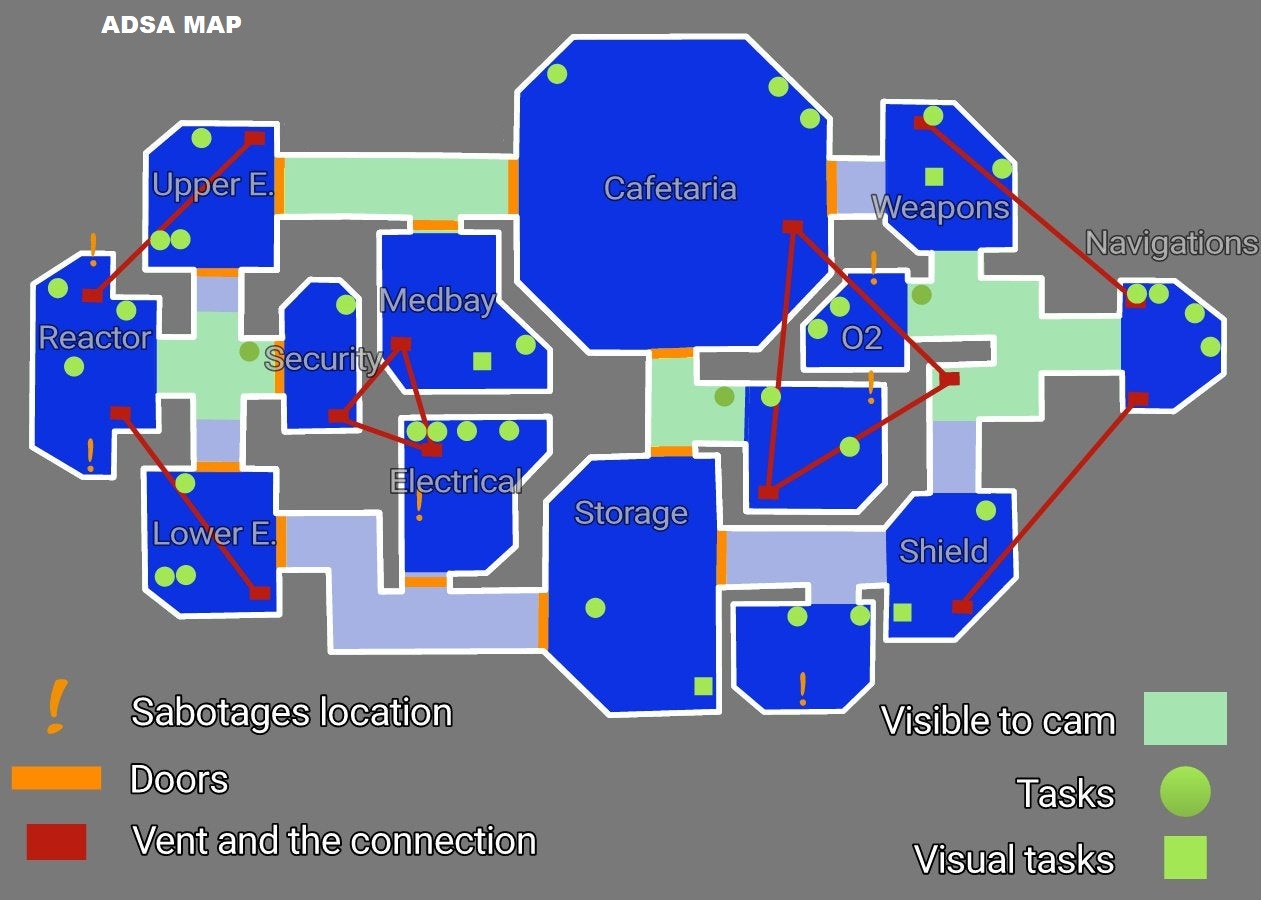 ADSA MAP
Upper E.
Cafetaria
Weapons
Navigations
Medbay
Reactor
Security
O2
Electrical
Storage
Lower E.
Shield
Sabotages location
Doors
Vent and the connection
Visible to cam
Tasks
Visual tasks